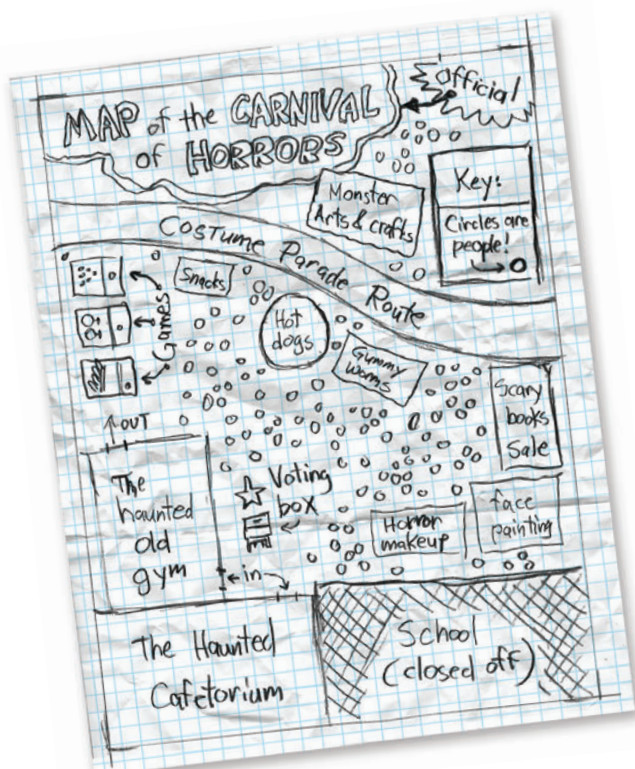 MAP of the CARNIVAL
of HORRORS
Official
Key:
Circles are
people!
Monster
Arts & crafts
Costume Parade Route
Snacks
Games
Hot
dogs
Gummy
worms
Scary
books
Sale
OUT
The
haunted
old
gym
Voting
box
in
Horror
makeup
face
painting
The Haunted
Cafetorium
School
(closed off)